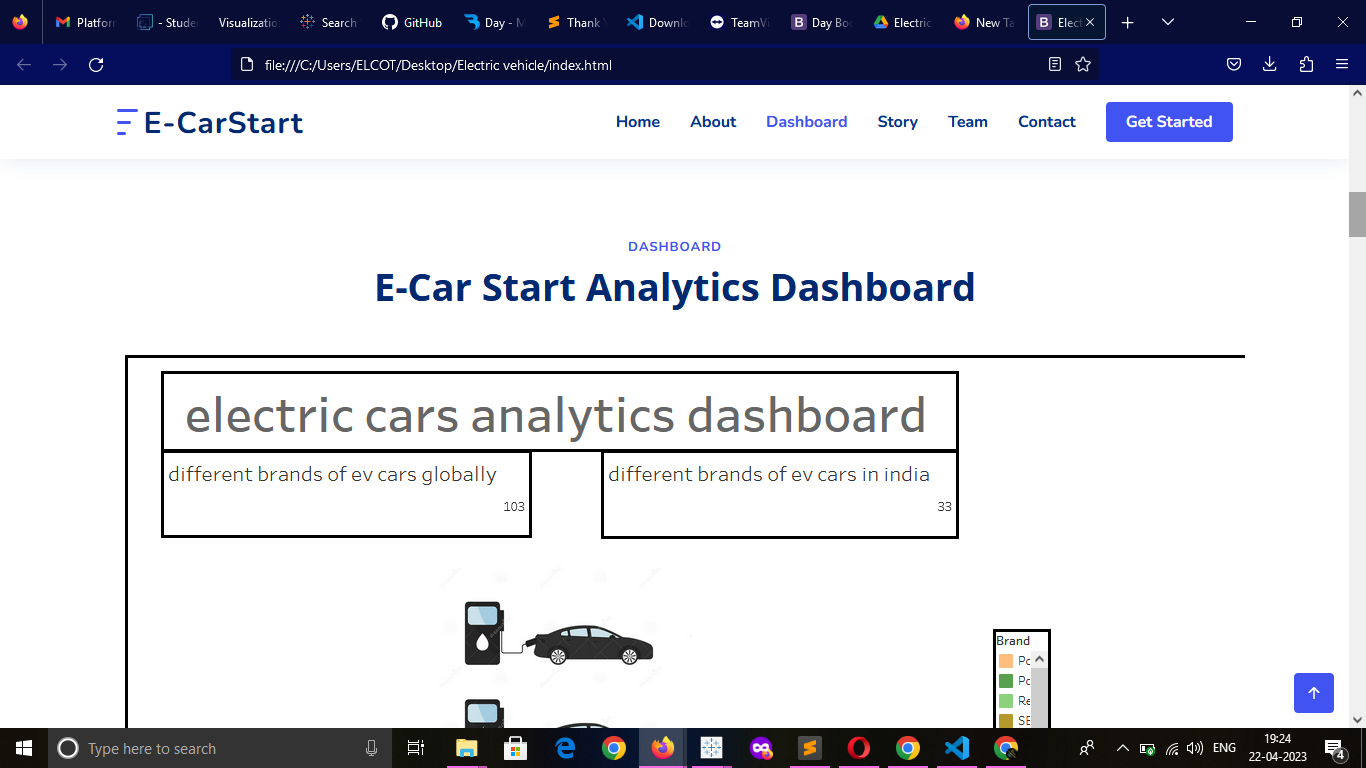 Platforn
- Studer
Visualizatio
Search
GitHub
Day - M
Thank
Downlo
TeamVi
Day Boo
Electric
New Ta
Elect
file:///C:/Users/ELCOT/Desktop/Electric vehicle/index.html
E-CarStart
Home
About
Dashboard
Story
Team
Contact
Get Started
DASHBOARD
E-Car Start Analytics Dashboard
electric cars analytics dashboard
different brands of ev cars globally
103
different brands of ev cars in india
33
Brand
Po
Po
Re
SE
Type here to search
ENG
19:24
22-04-2023
4